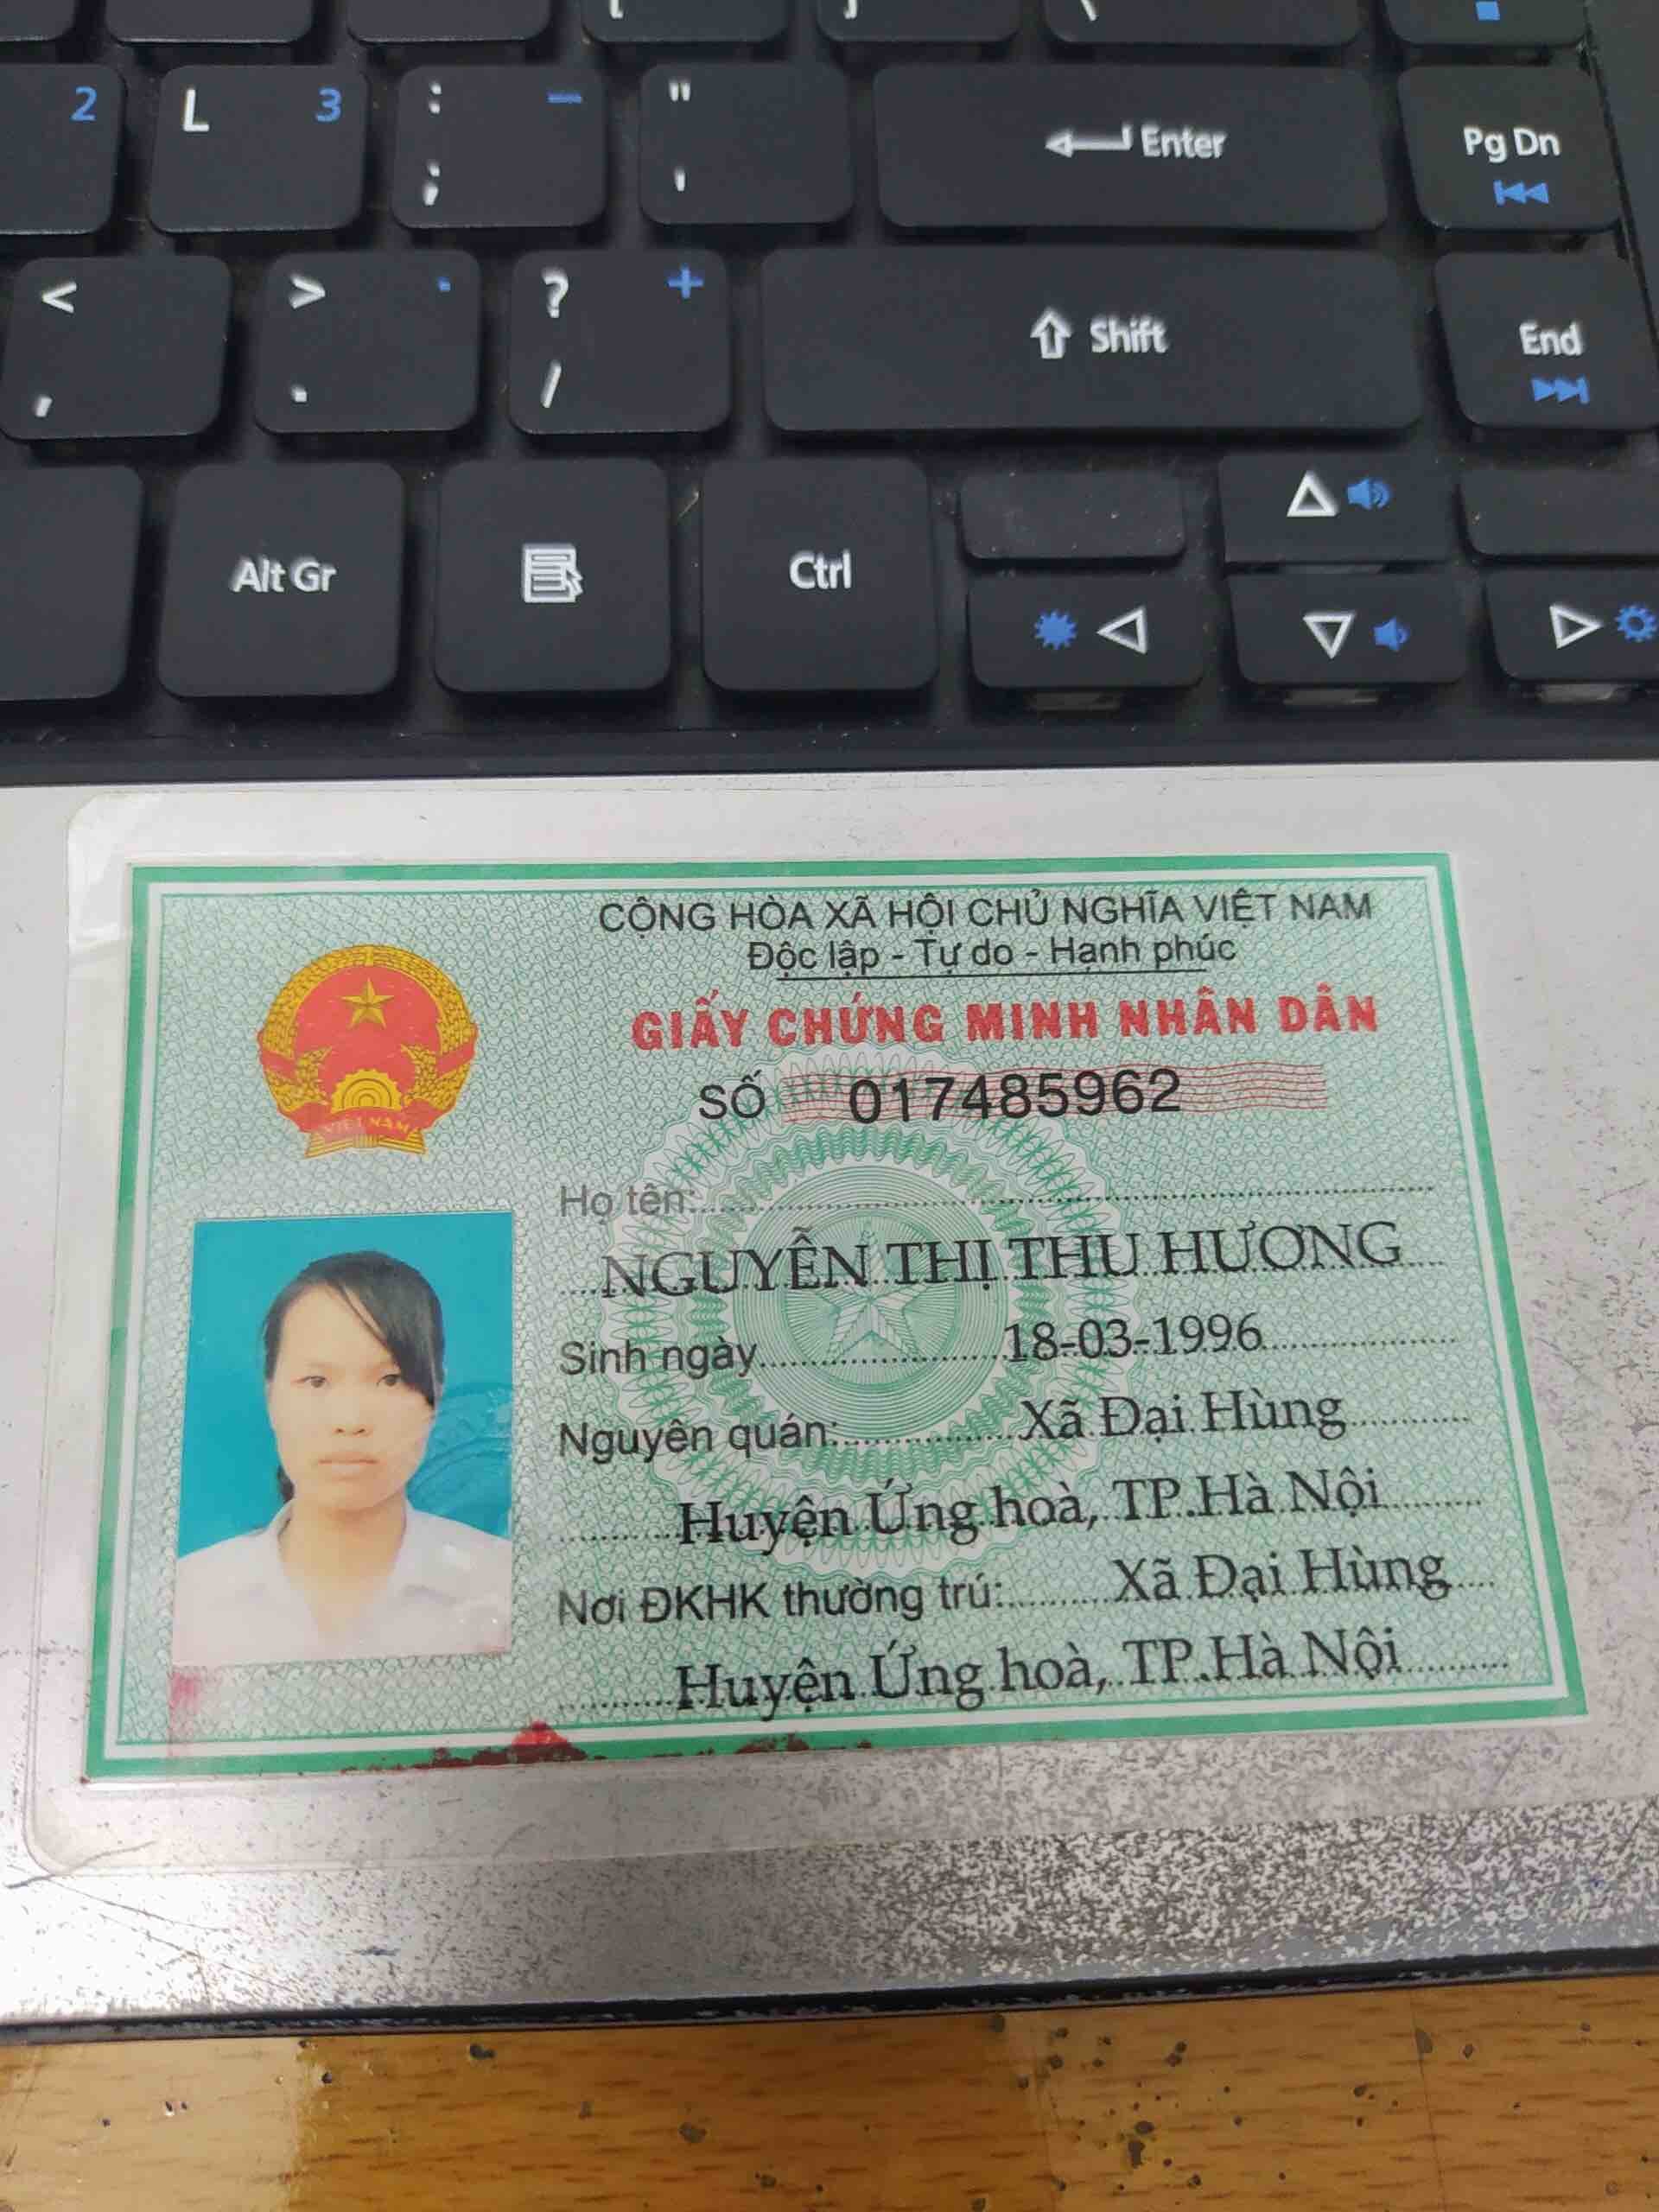 [ ] \
2 L 3 : ; - " ' Enter Pg Dn
< , > . ? / + Shift End
Alt Gr Ctrl
CỘNG HÒA XÃ HỘI CHỦ NGHĨA VIỆT NAM
Độc lập - Tự do - Hạnh phúc
GIẤY CHỨNG MINH NHÂN DÂN
SỐ 017485962
VIỆT NAM
Họ tên:
NGUYỄN THỊ THU HƯƠNG
Sinh ngày 18-03-1996
Nguyên quán: Xã Đại Hùng
Huyện Ứng hoà, TP.Hà Nội
Nơi ĐKHK thường trú: Xã Đại Hùng
Huyện Ứng hoà, TP.Hà Nội